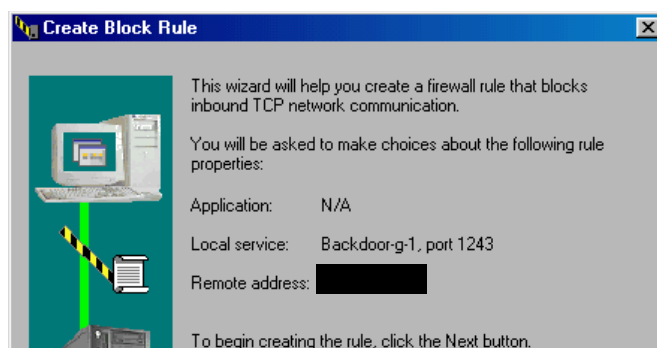 Create Block Rule
This wizard will help you create a firewall rule that blocks
inbound TCP network communication.
You will be asked to make choices about the following rule
properties:
Application: N/A
Local service: Backdoor-g-1, port 1243
Remote address:
To begin creating the rule, click the Next button.